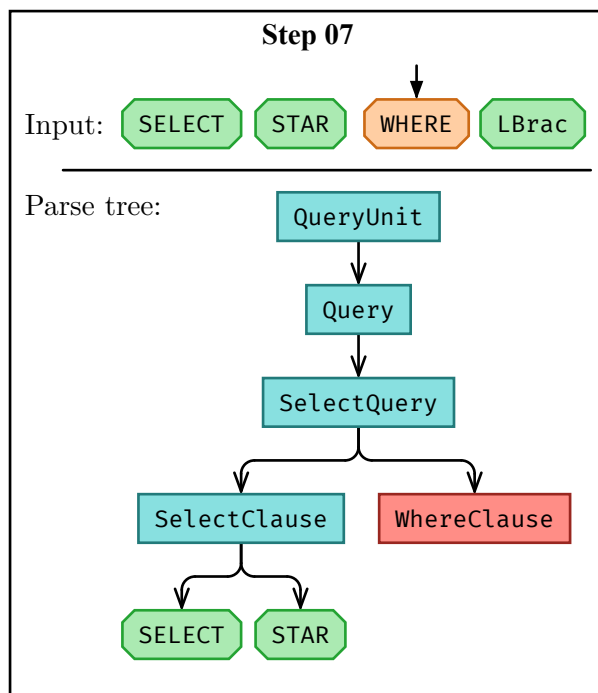 Step 07
Input: SELECT STAR WHERE LBrac
Parse tree:
QueryUnit
Query
SelectQuery
SelectClause WhereClause
SELECT STAR